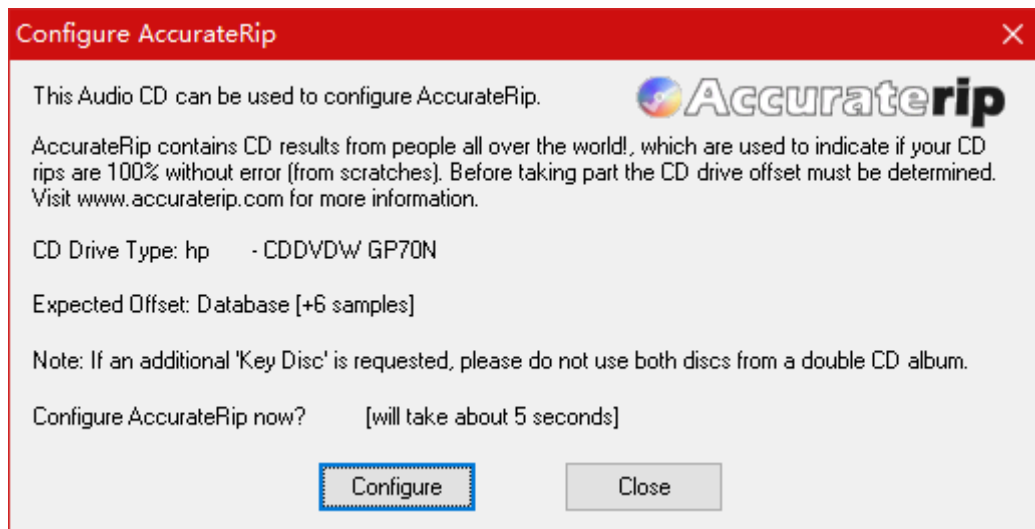 Configure AccurateRip
This Audio CD can be used to configure AccurateRip.
Accuraterip
AccurateRip contains CD results from people all over the world!, which are used to indicate if your CD
rips are 100% without error (from scratches). Before taking part the CD drive offset must be determined.
Visit www.accuraterip.com for more information.
CD Drive Type: hp - CDDVDW GP70N
Expected Offset: Database [+6 samples]
Note: If an additional 'Key Disc' is requested, please do not use both discs from a double CD album.
Configure AccurateRip now? [will take about 5 seconds]
Configure
Close